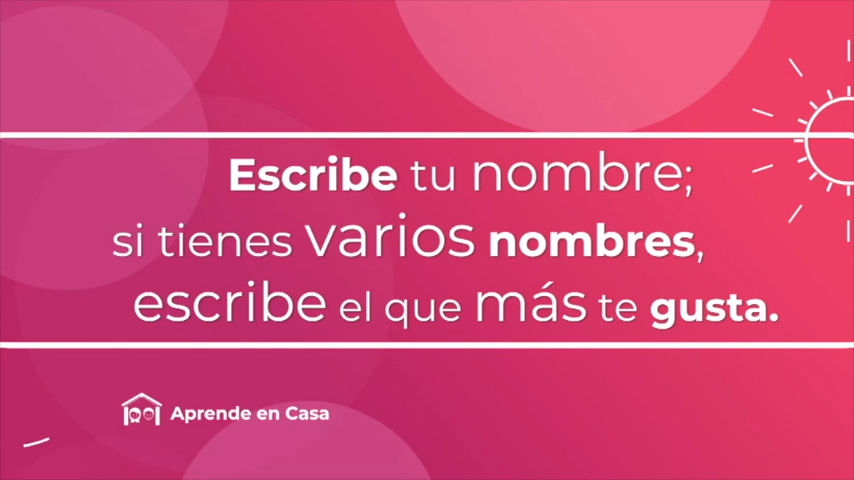 Escribe tu nombre;
si tienes varios nombres,
escribe el que más te gusta.
Aprende en Casa